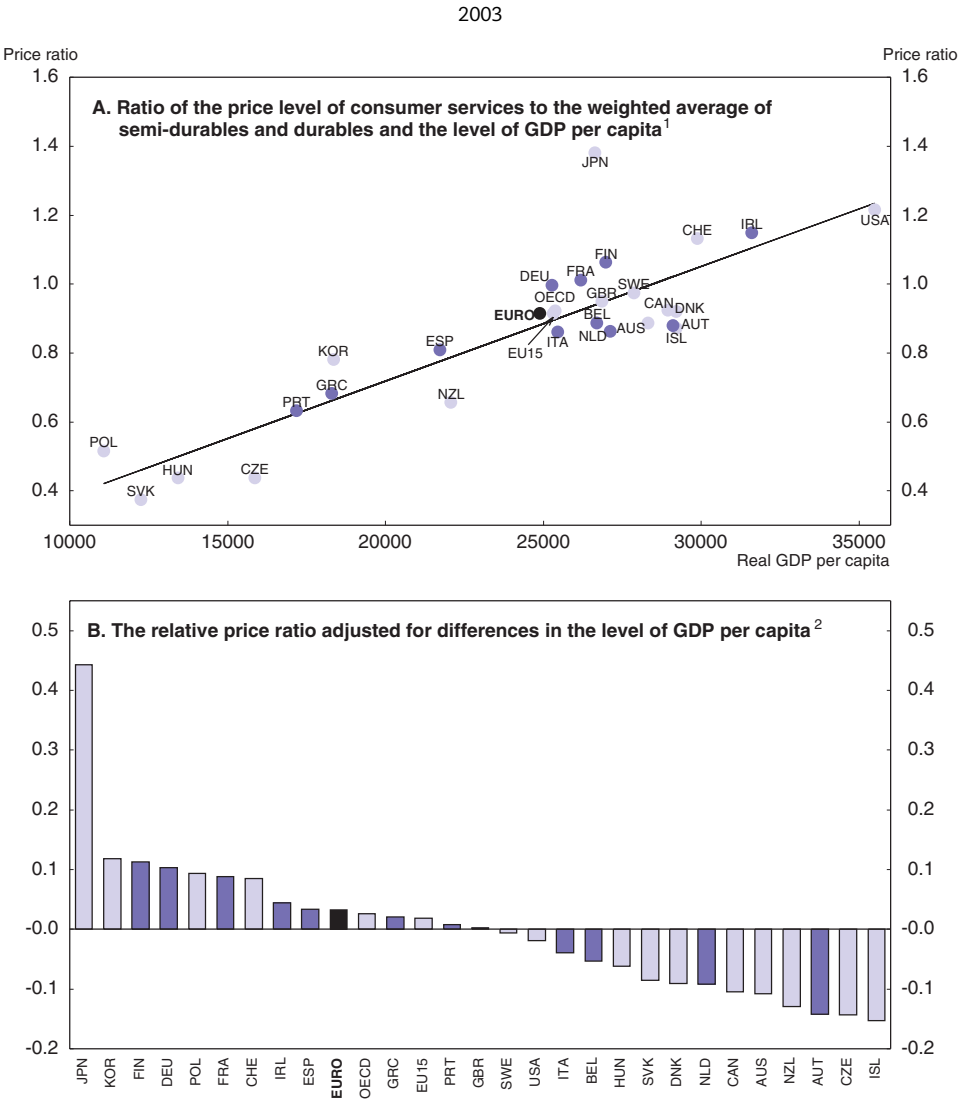 2003
Price ratio Price ratio
1.6 1.6
A. Ratio of the price level of consumer services to the weighted average of
semi-durables and durables and the level of GDP per capita 1
1.4 1.4
JPN
1.2 1.2
USA
IRL
CHE
FIN
FRA
DEU
1.0 1.0
SWE
GBR
OECD
CAN DNK
EURO
BEL
AUS AUT
NLD
ISL
ITA
EU15
ESP
0.8 0.8
KOR
GRC
NZL
PRT
0.6 0.6
POL
HUN
CZE
SVK
0.4 0.4
10000 15000 20000 25000 30000 35000
Real GDP per capita
B. The relative price ratio adjusted for differences in the level of GDP per capita 2
0.5 0.5
0.4 0.4
0.3 0.3
0.2 0.2
0.1 0.1
-0.0 -0.0
-0.1 -0.1
-0.2 -0.2
JPN KOR FIN DEU POL FRA CHE IRL ESP EURO OECD GRC EU15 PRT GBR SWE USA ITA BEL HUN SVK DNK NLD CAN AUS NZL AUT CZE ISL